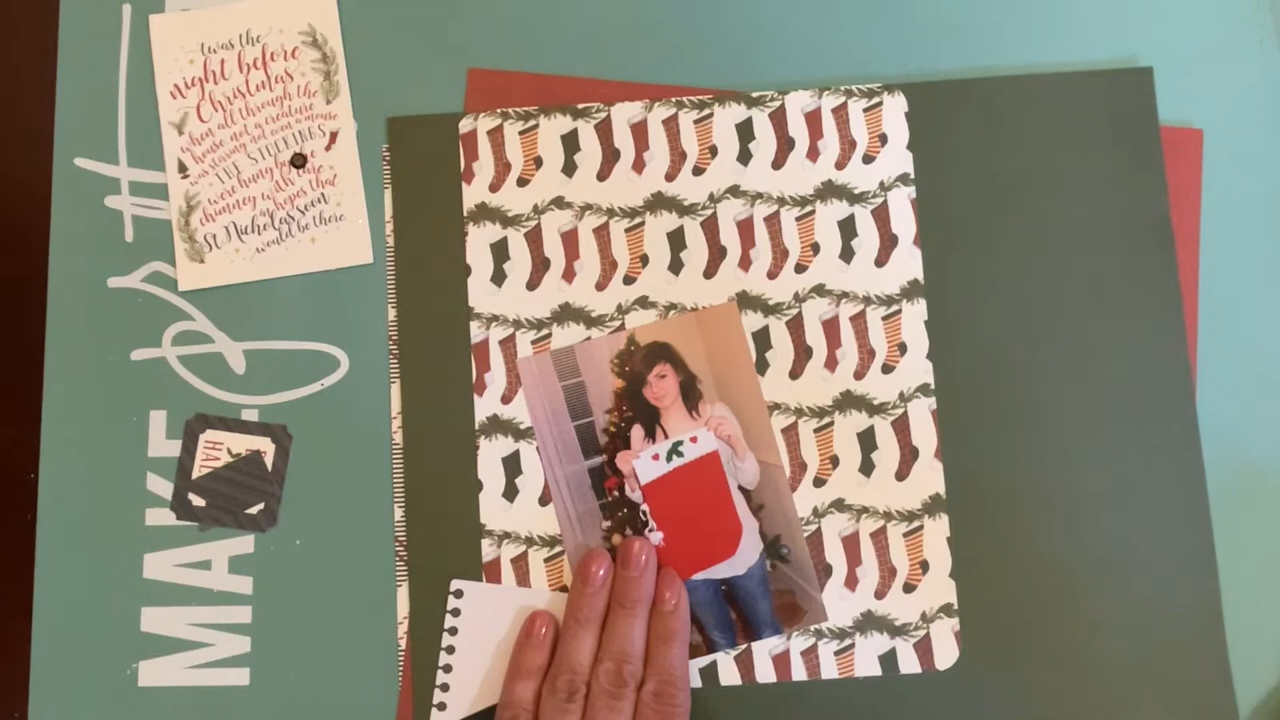 'twas the
night before
Christmas
when all through the
house not a creature
was stirring not even a mouse
THE STOCKINGS
were hung by the
chimney with care
in hopes that
St Nicholas soon
would be there
HAL
MAKE